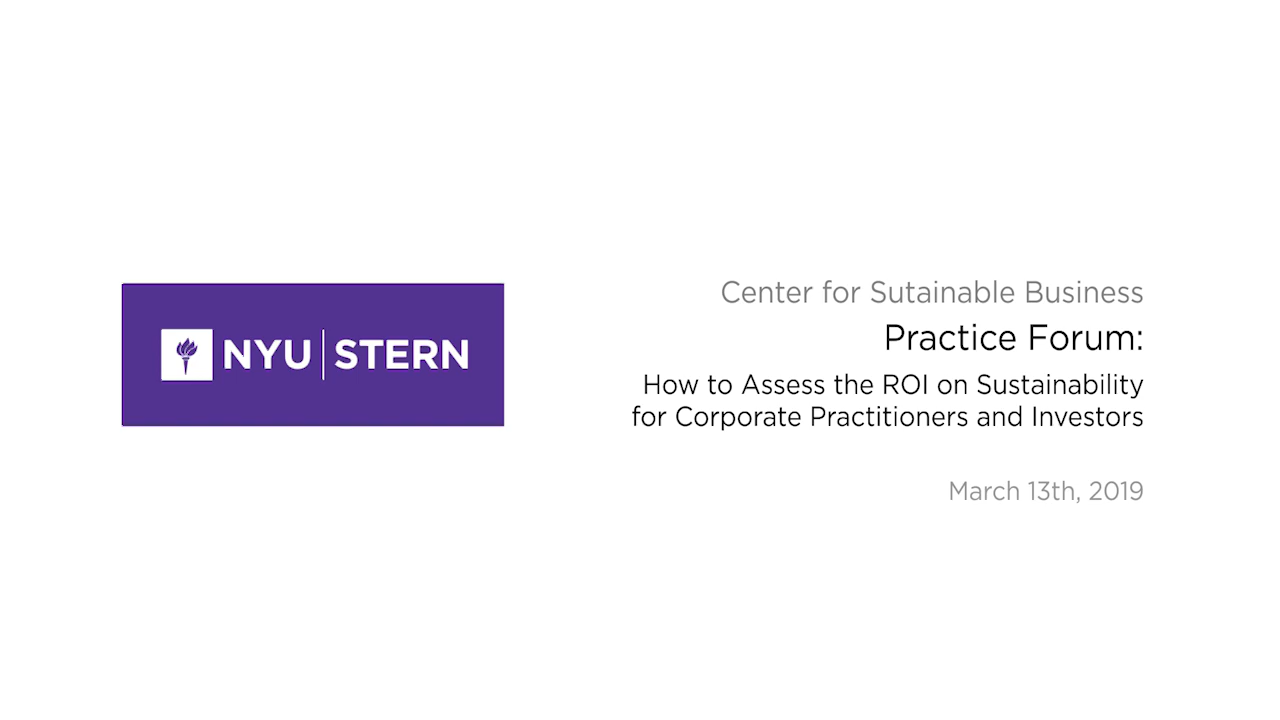 NYU | STERN
Center for Sutainable Business
Practice Forum:
How to Assess the ROI on Sustainability
for Corporate Practitioners and Investors
March 13th, 2019